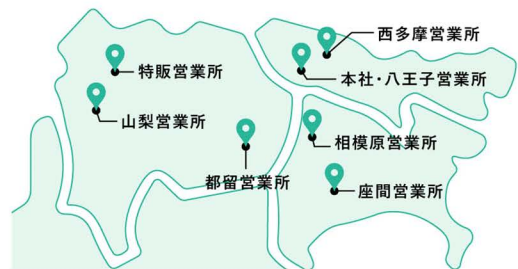 西多摩営業所
特販営業所
本社・八王子営業所
山梨営業所
相模原営業所
都留営業所
座間営業所